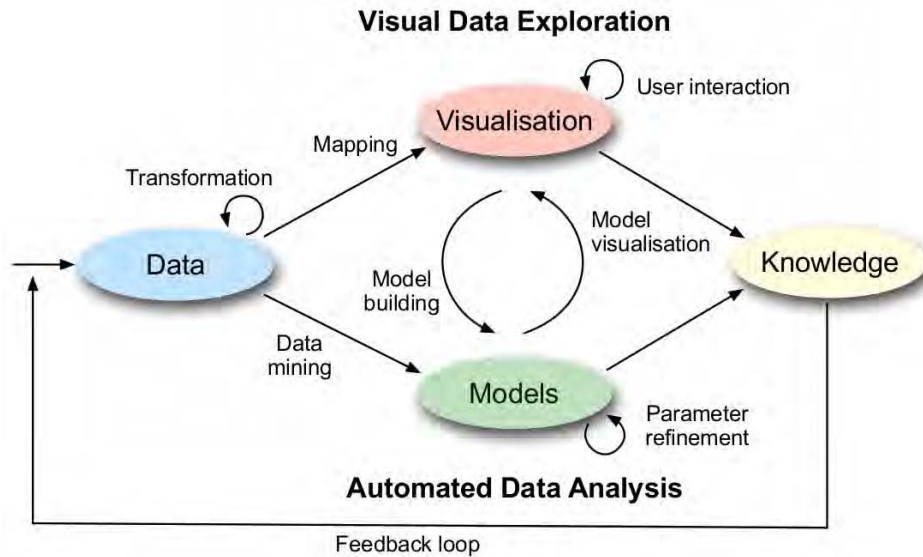 Visual Data Exploration
User interaction
Visualisation
Mapping
Transformation
Model
visualisation
Data
Knowledge
Model
building
Data
mining
Models
Parameter
refinement
Automated Data Analysis
Feedback loop